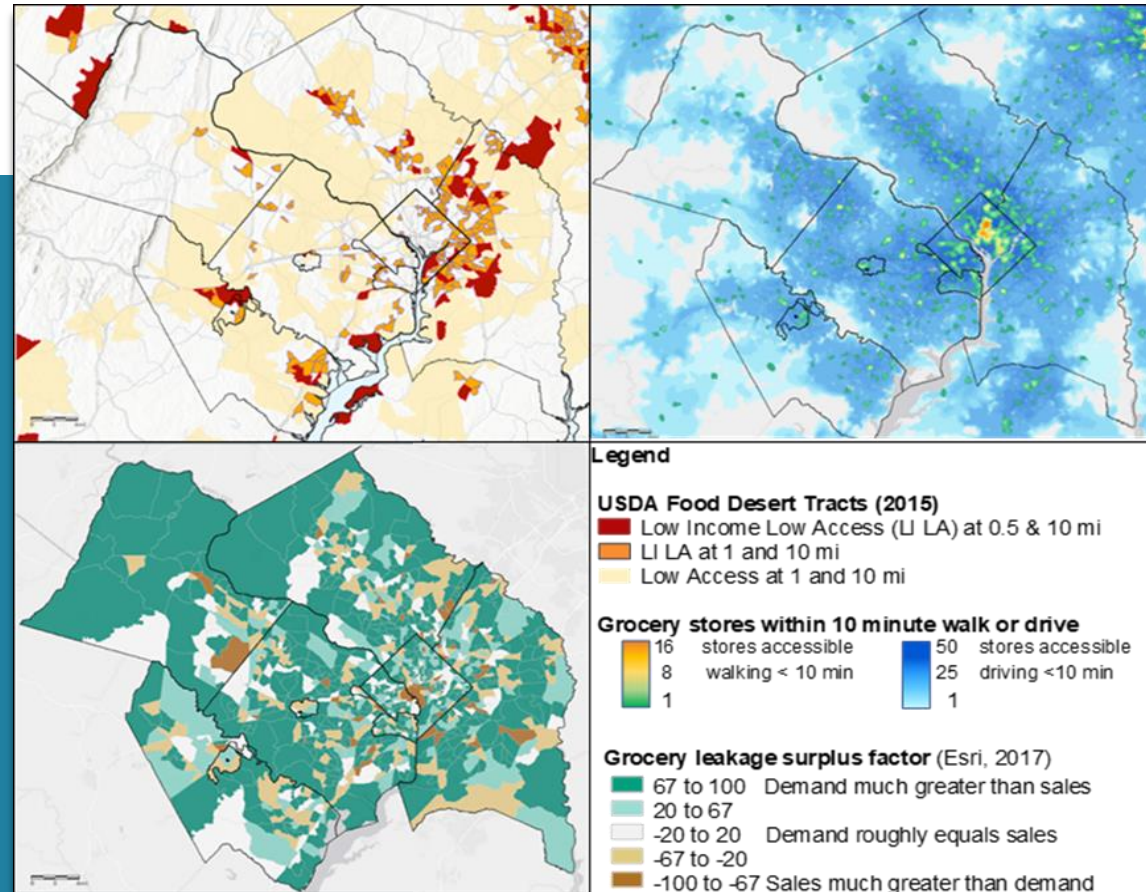 Legend
USDA Food Desert Tracts (2015)
Low Income Low Access (LI LA) at 0.5 & 10 mi
LI LA at 1 and 10 mi
Low Access at 1 and 10 mi
Grocery stores within 10 minute walk or drive
16 stores accessible 50 stores accessible
8 walking < 10 min 25 driving <10 min
1 1
Grocery leakage surplus factor (Esri, 2017)
67 to 100 Demand much greater than sales
20 to 67
-20 to 20 Demand roughly equals sales
-67 to -20
-100 to -67 Sales much greater than demand